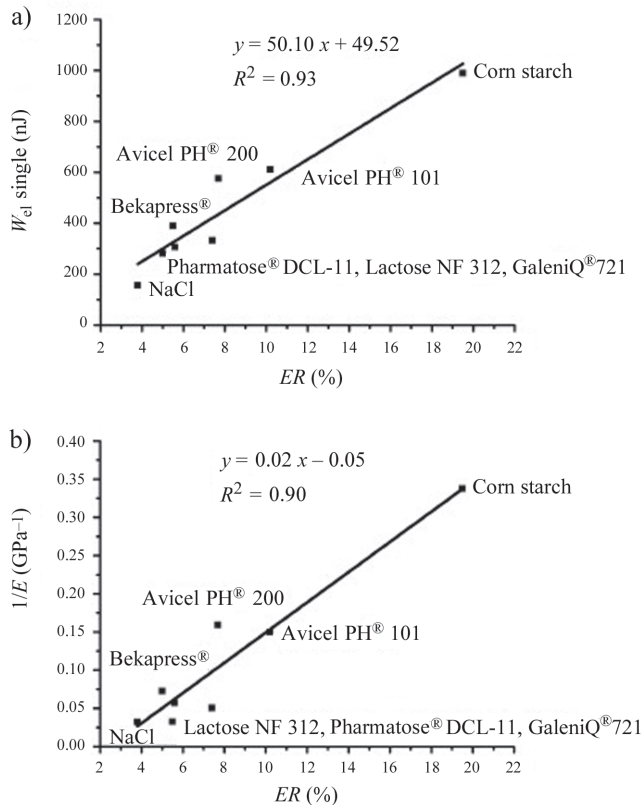 a)
y = 50.10 x + 49.52
R² = 0.93
1200
1000
800
600
400
200
0
W_el single (nJ)
Corn starch
Avicel PH® 200
Avicel PH® 101
Bekapress®
Pharmatose® DCL-11, Lactose NF 312, GaleniQ®721
NaCl
2 4 6 8 10 12 14 16 18 20 22
ER (%)
b)
y = 0.02 x – 0.05
R² = 0.90
0.40
0.35
0.30
0.25
0.20
0.15
0.10
0.05
0.00
1/E (GPa⁻¹)
Corn starch
Avicel PH® 200
Avicel PH® 101
Bekapress®
Lactose NF 312, Pharmatose® DCL-11, GaleniQ®721
NaCl
2 4 6 8 10 12 14 16 18 20 22
ER (%)